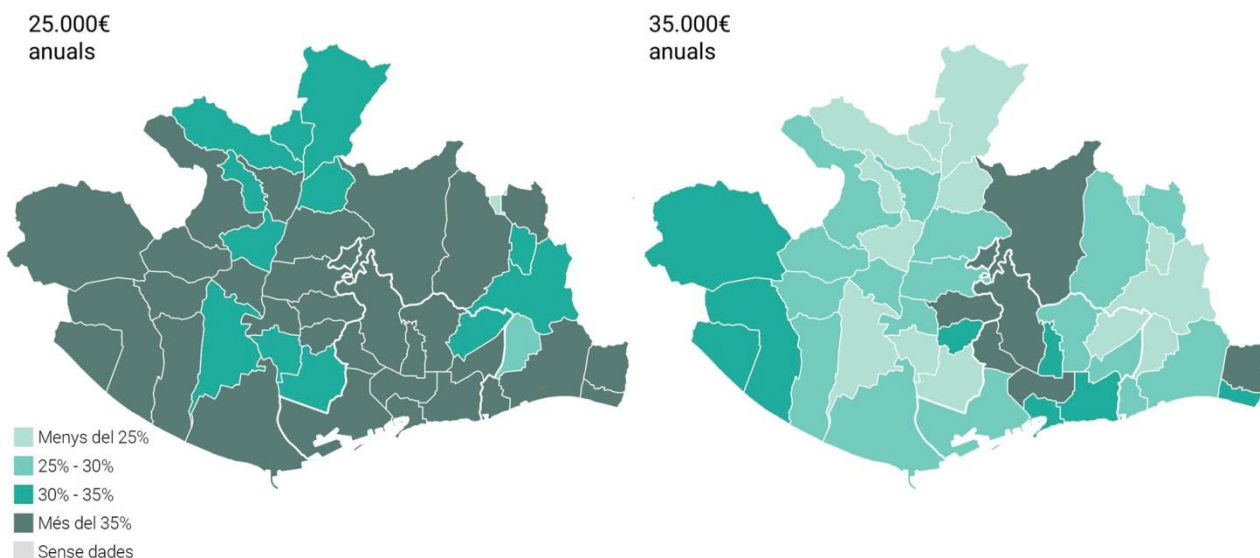 25.000€
anuals
35.000€
anuals
Menys del 25%
25% - 30%
30% - 35%
Més del 35%
Sense dades